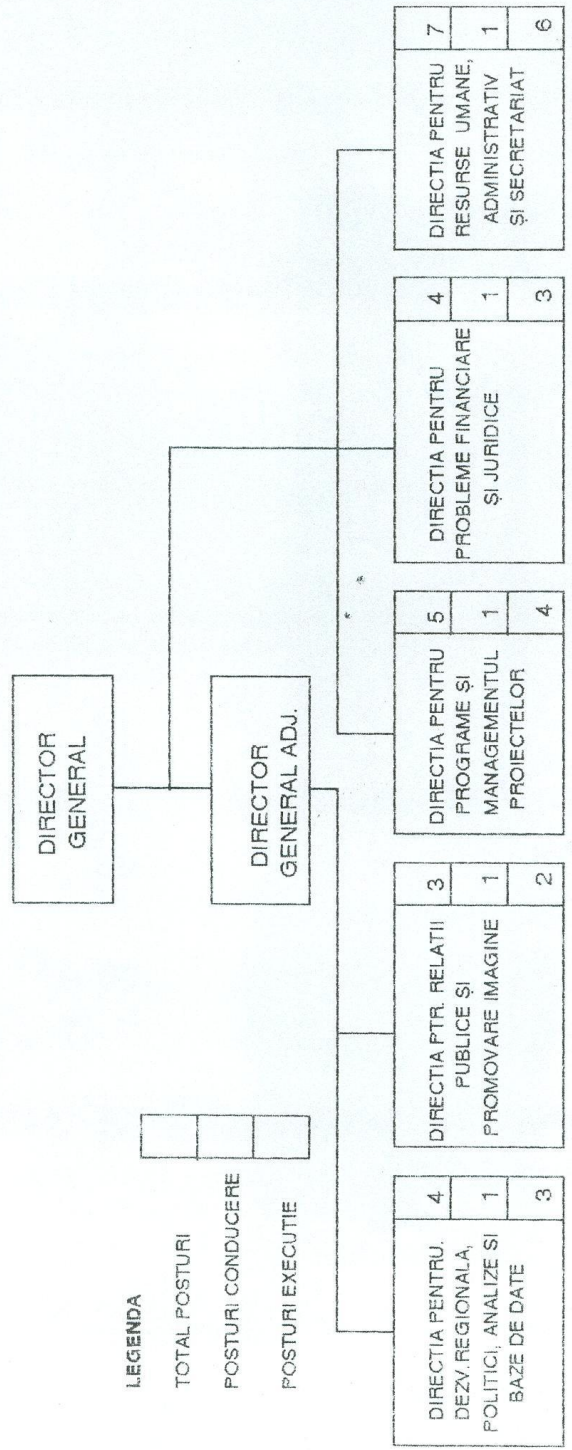 DIRECTOR
GENERAL
DIRECTOR
GENERAL ADJ.
LEGENDA
TOTAL POSTURI
POSTURI CONDUCERE
POSTURI EXECUTIE
DIRECTIA PENTRU.
DEZV. REGIONALA,
POLITICI, ANALIZE SI
BAZE DE DATE
4
1
3
DIRECTIA PTR. RELATII
PUBLICE ȘI
PROMOVARE IMAGINE
3
1
2
DIRECTIA PENTRU
PROGRAME ȘI
MANAGEMENTUL
PROIECTELOR
5
1
4
DIRECTIA PENTRU
PROBLEME FINANCIARE
ȘI JURIDICE
4
1
3
DIRECTIA PENTRU
RESURSE UMANE,
ADMINISTRATIV
ȘI SECRETARIAT
7
1
6